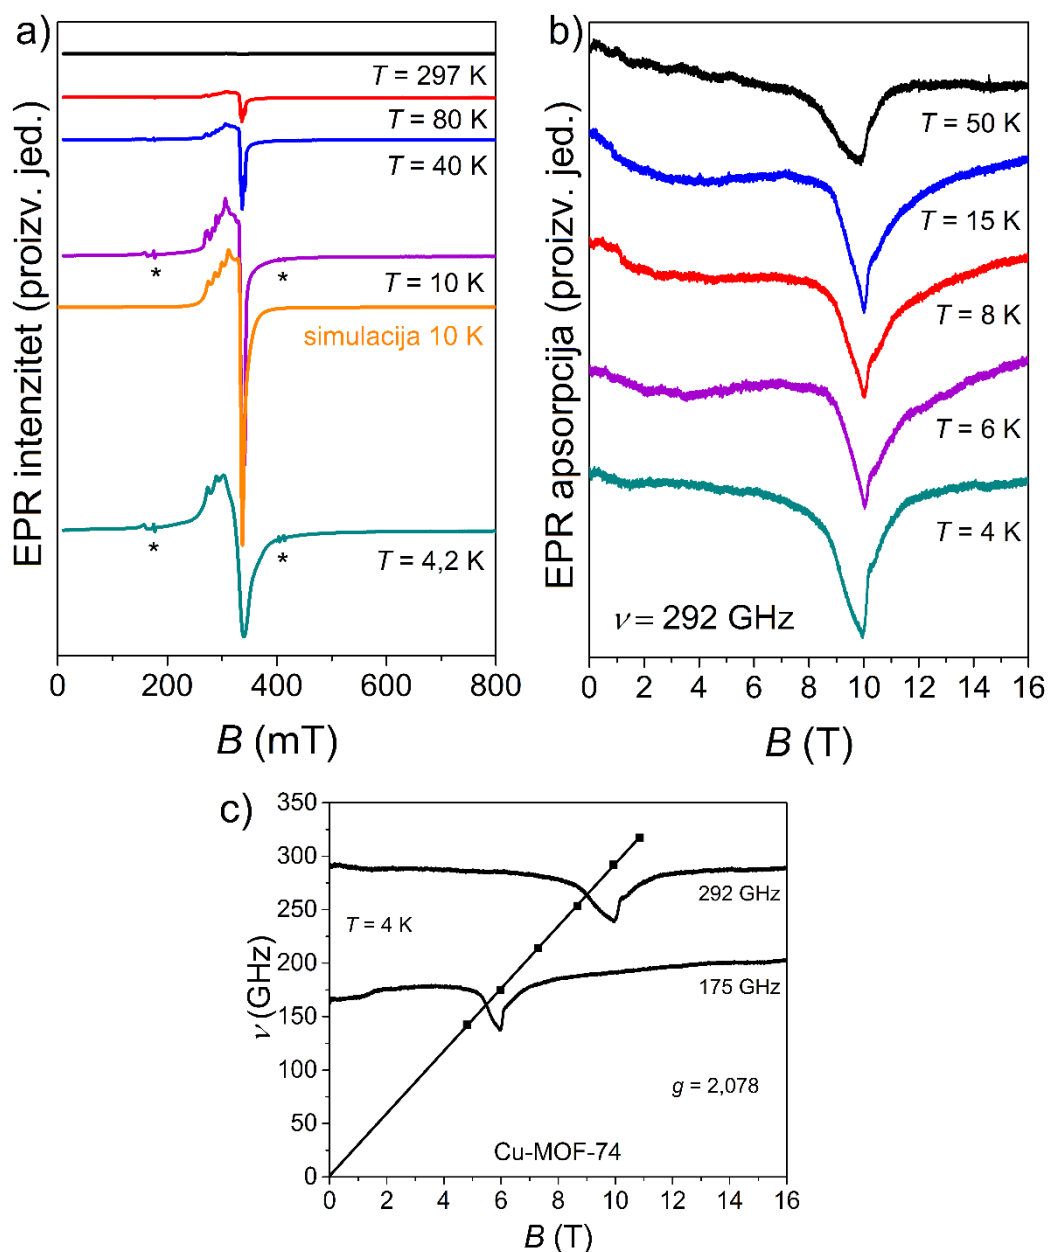 a)
EPR intenzitet (proizv. jed.)
T = 297 K
T = 80 K
T = 40 K
* *
T = 10 K
simulacija 10 K
* *
T = 4,2 K
0 200 400 600 800
B (mT)
b)
EPR apsorpcija (proizv. jed.)
T = 50 K
T = 15 K
T = 8 K
T = 6 K
T = 4 K
ν = 292 GHz
0 2 4 6 8 10 12 14 16
B (T)
c)
ν (GHz)
350
300
250
200
150
100
50
0
292 GHz
T = 4 K
175 GHz
g = 2,078
Cu-MOF-74
0 2 4 6 8 10 12 14 16
B (T)